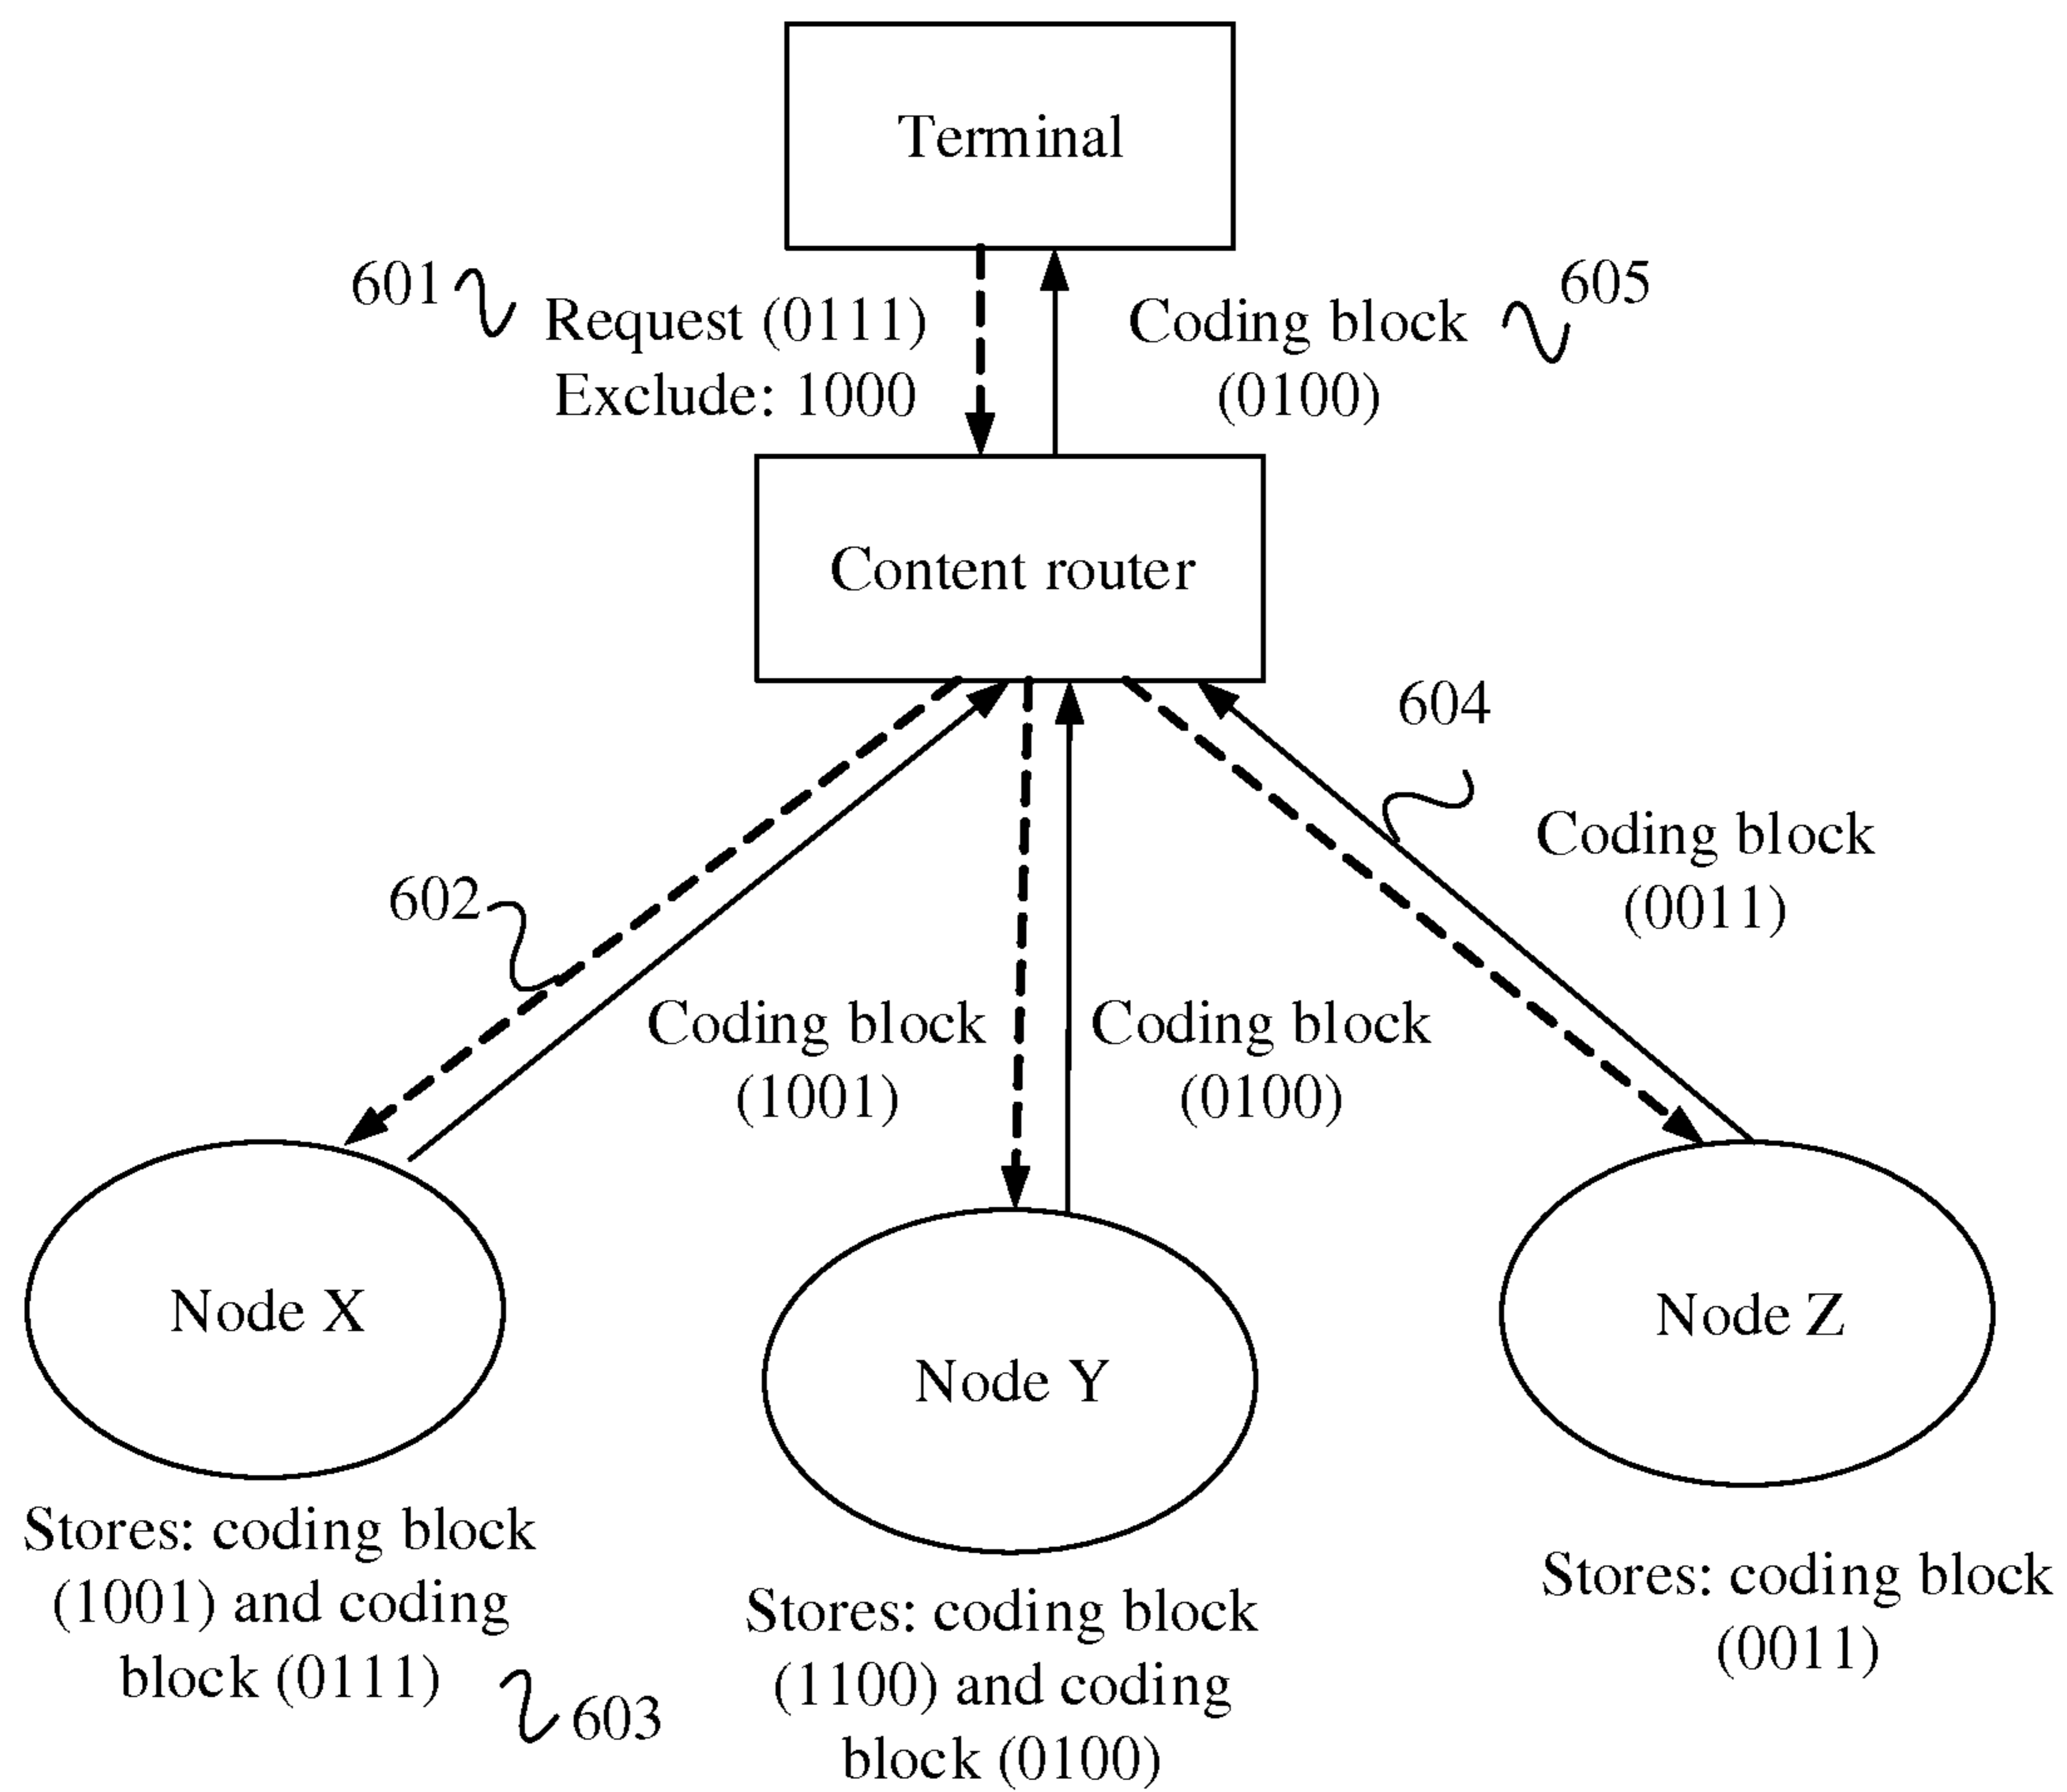 Terminal
601
Request (0111)
Exclude: 1000
Coding block
(0100)
605
Content router
604
Coding block
(0011)
602
Coding block
(1001)
Coding block
(0100)
Node X
Node Y
Node Z
Stores: coding block
(1001) and coding
block (0111)
603
Stores: coding block
(1100) and coding
block (0100)
Stores: coding block
(0011)